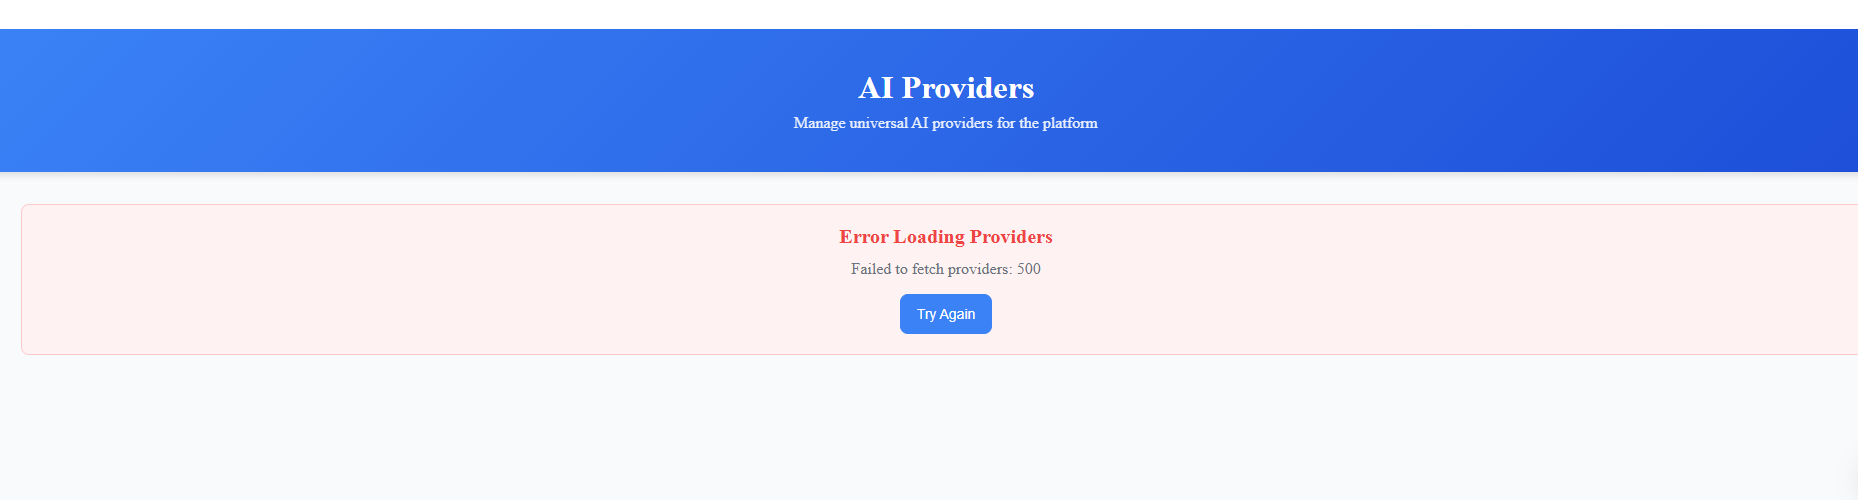 AI Providers
Manage universal AI providers for the platform
Error Loading Providers
Failed to fetch providers: 500
Try Again